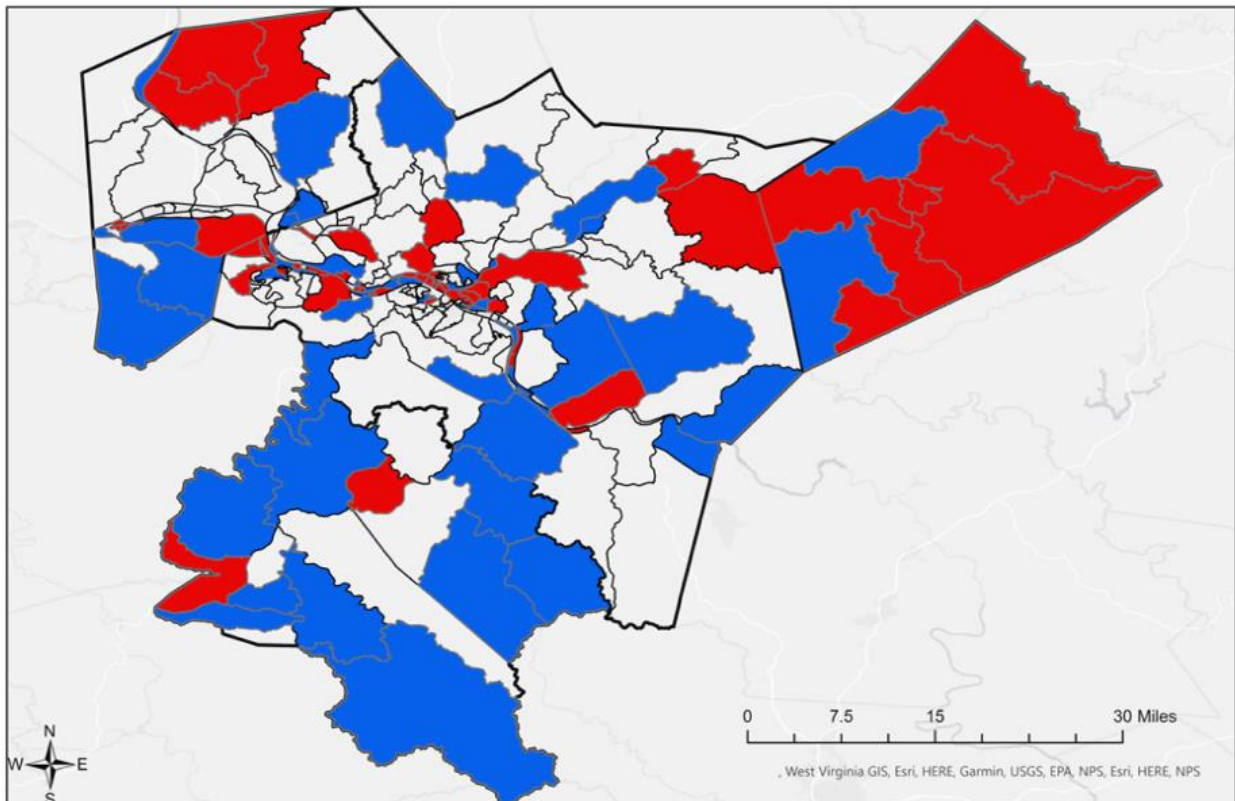 N
W E
S
0 7.5 15 30 Miles
, West Virginia GIS, Esri, HERE, Garmin, USGS, EPA, NPS, Esri, HERE, NPS